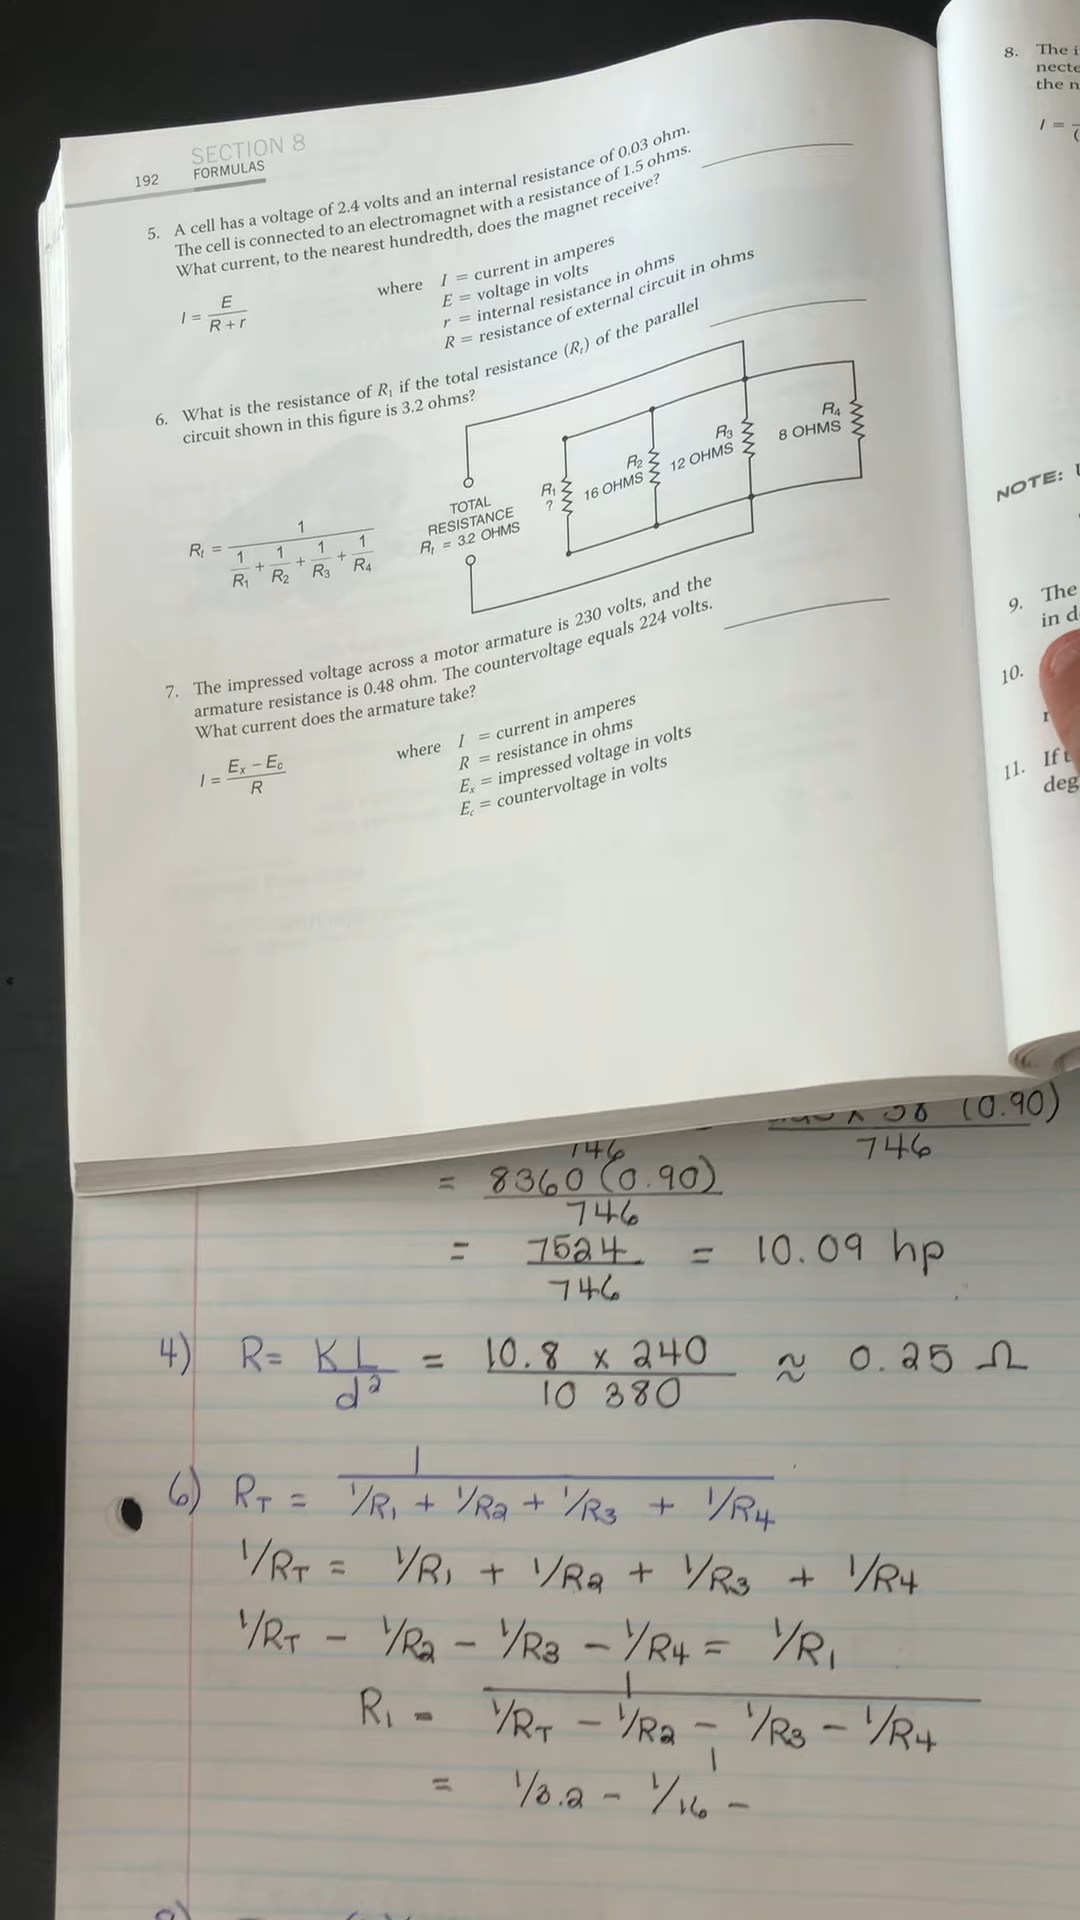 SECTION 8
192 FORMULAS
5. A cell has a voltage of 2.4 volts and an internal resistance of 0.03 ohm.
The cell is connected to an electromagnet with a resistance of 1.5 ohms.
What current, to the nearest hundredth, does the magnet receive?
I = E / R + r
where I = current in amperes
E = voltage in volts
r = internal resistance in ohms
R = resistance of external circuit in ohms
6. What is the resistance of R₁ if the total resistance (Rₜ) of the parallel
circuit shown in this figure is 3.2 ohms?
Rₜ = 1 / 1/R₁ + 1/R₂ + 1/R₃ + 1/R₄
TOTAL
RESISTANCE
Rₜ = 3.2 OHMS
R₁
?
R₂
16 OHMS
R₃
12 OHMS
R₄
8 OHMS
7. The impressed voltage across a motor armature is 230 volts, and the
armature resistance is 0.48 ohm. The countervoltage equals 224 volts.
What current does the armature take?
I = Eₓ − E꜀ / R
where I = current in amperes
R = resistance in ohms
Eₓ = impressed voltage in volts
E꜀ = countervoltage in volts
8. The i
necte
the n
I =
NOTE:
9. The
in d
10.
11. If t
deg
x 38 (0.90)
746
746
= 8360 (0.90)
746
= 7524 = 10.09 hp
746
4) R = KL / d² = 10.8 x 240 / 10 380 ≈ 0.25 Ω
6) R_T = 1 / 1/R₁ + 1/R₂ + 1/R₃ + 1/R₄
1/R_T = 1/R₁ + 1/R₂ + 1/R₃ + 1/R₄
1/R_T − 1/R₂ − 1/R₃ − 1/R₄ = 1/R₁
R₁ = 1 / 1/R_T − 1/R₂ − 1/R₃ − 1/R₄
= 1 / 1/3.2 − 1/16 −